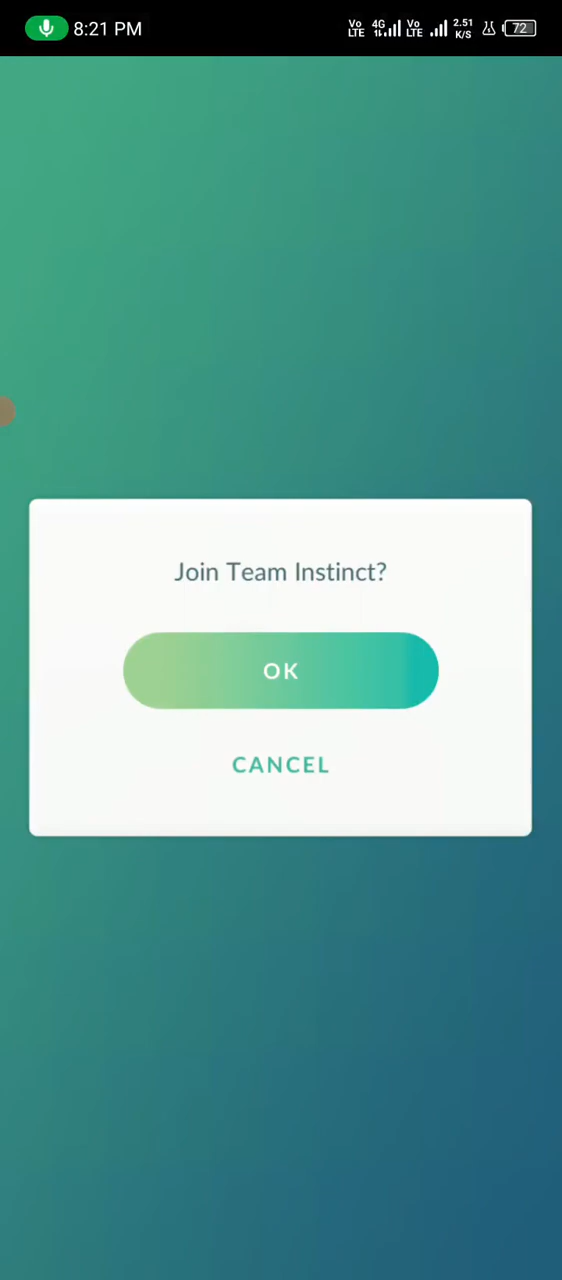 8:21 PM
Vo LTE 4G Vo LTE 2.51 K/S 72
Join Team Instinct?
OK
CANCEL